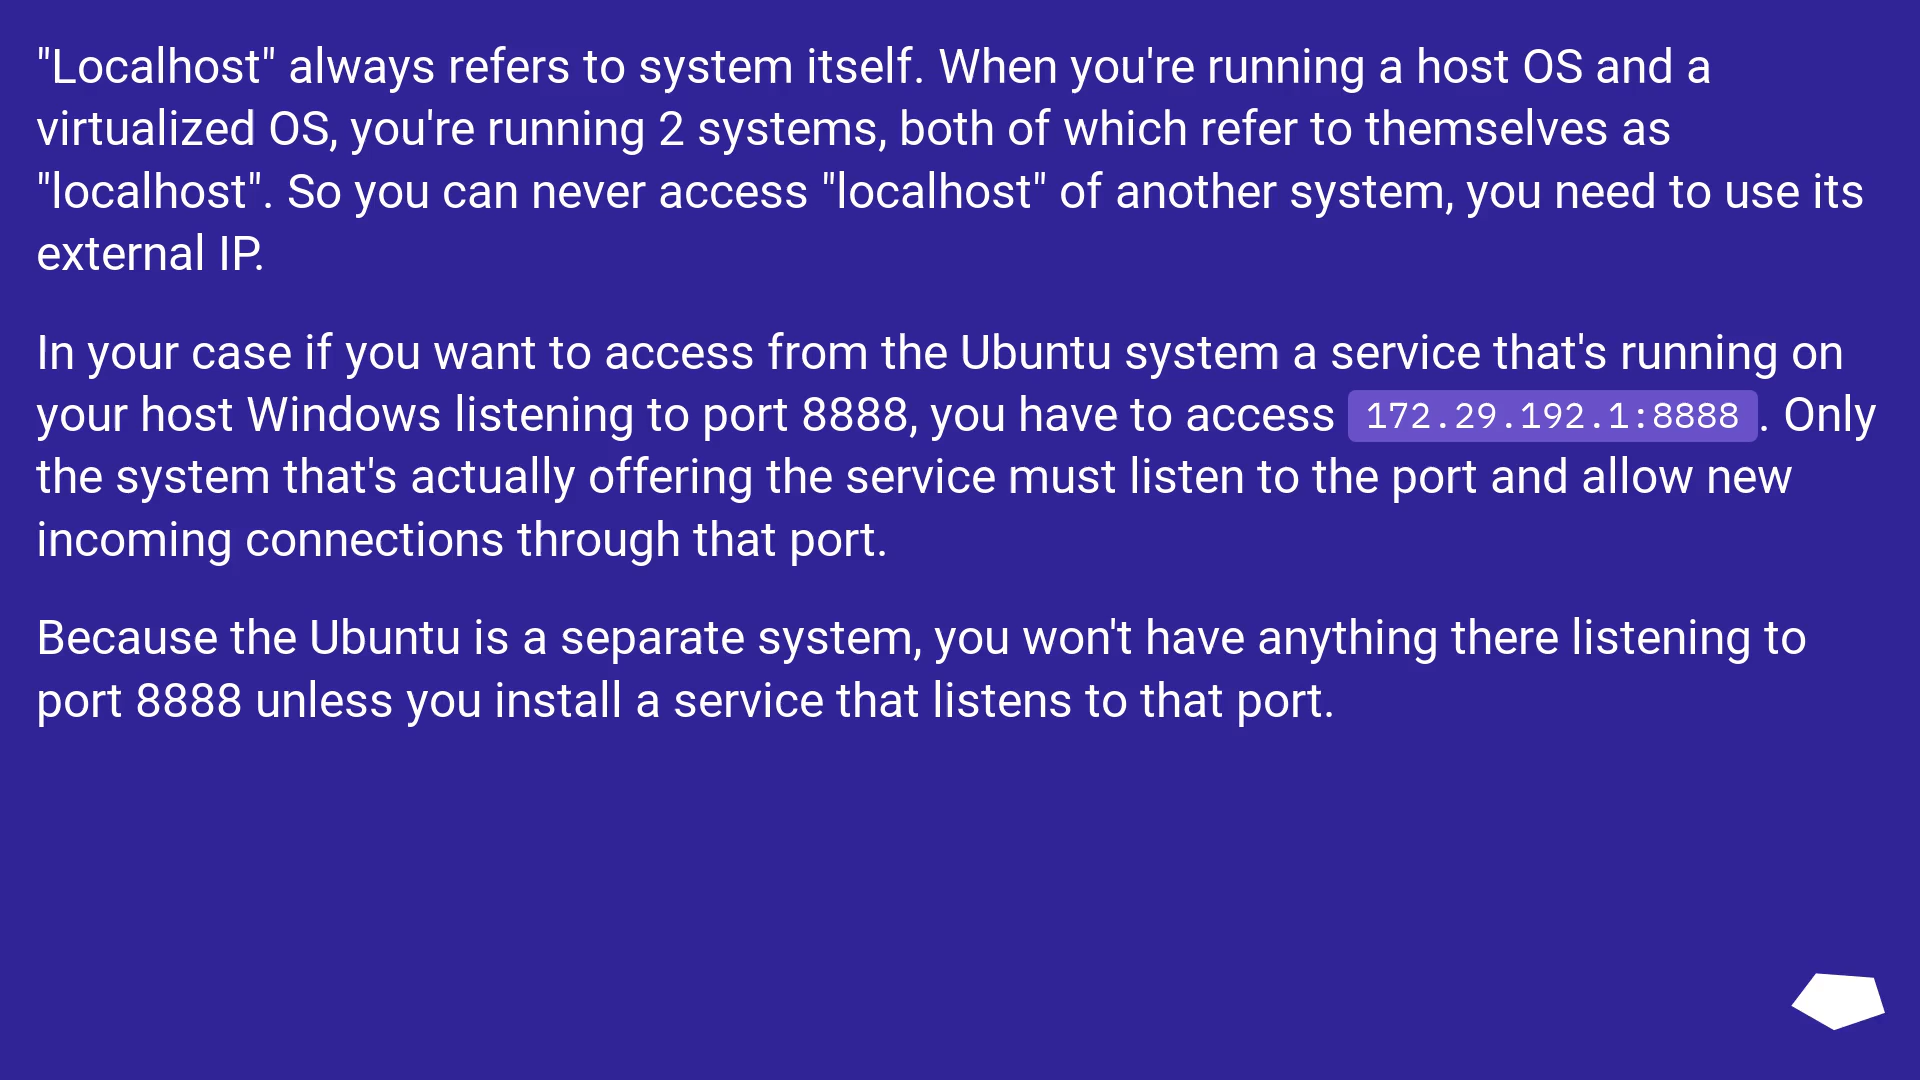 "Localhost" always refers to system itself. When you're running a host OS and a
virtualized OS, you're running 2 systems, both of which refer to themselves as
"localhost". So you can never access "localhost" of another system, you need to use its
external IP.
In your case if you want to access from the Ubuntu system a service that's running on
your host Windows listening to port 8888, you have to access 172.29.192.1:8888. Only
the system that's actually offering the service must listen to the port and allow new
incoming connections through that port.
Because the Ubuntu is a separate system, you won't have anything there listening to
port 8888 unless you install a service that listens to that port.